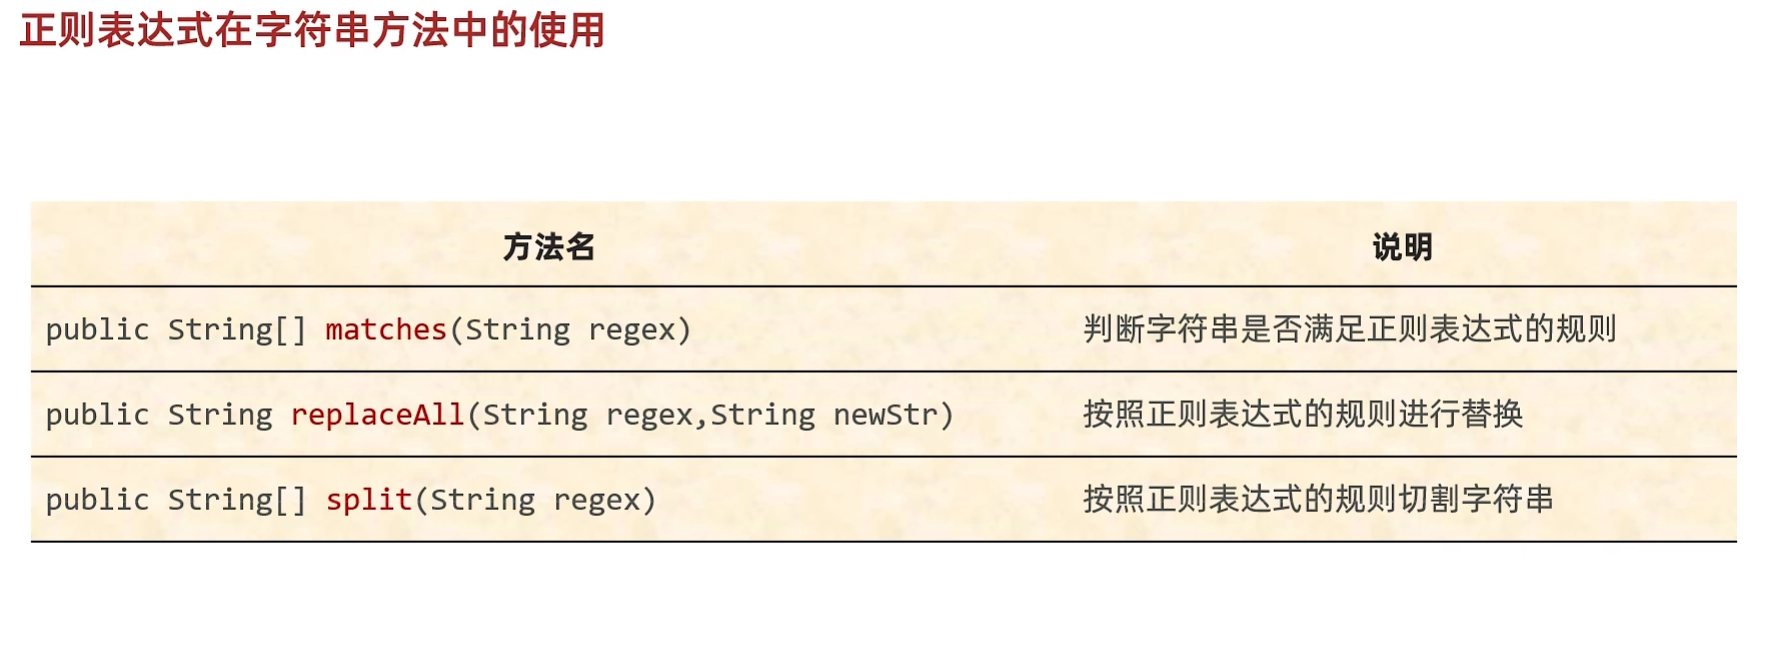 正则表达式在字符串方法中的使用
方法名 说明
public String[] matches(String regex) 判断字符串是否满足正则表达式的规则
public String replaceAll(String regex,String newStr) 按照正则表达式的规则进行替换
public String[] split(String regex) 按照正则表达式的规则切割字符串